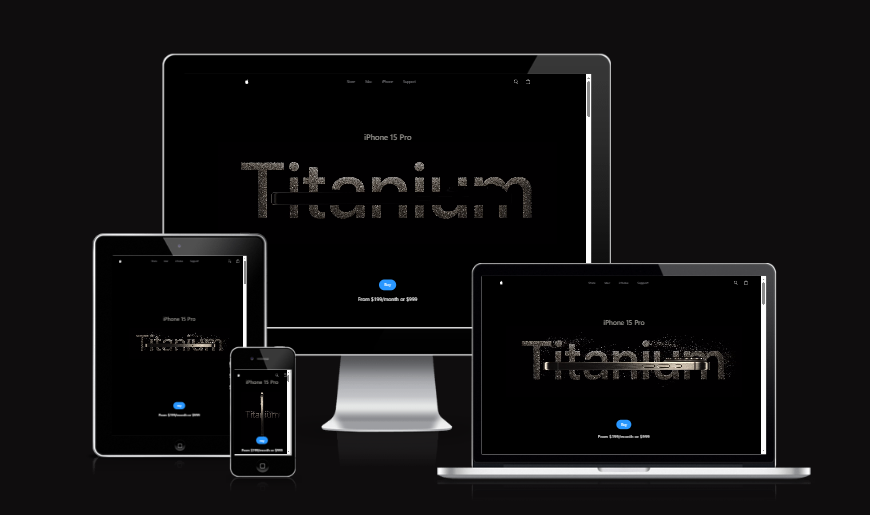 Store Mac iPhone Support
iPhone 15 Pro
Titanium
Buy
From $199/month or $999
iPhone 15 Pro
Titanium
Buy
From $199/month or $999
iPhone 15 Pro
Titanium
Buy
From $199/month or $999
iPhone 15 Pro
Titanium
Buy
From $199/month or $999